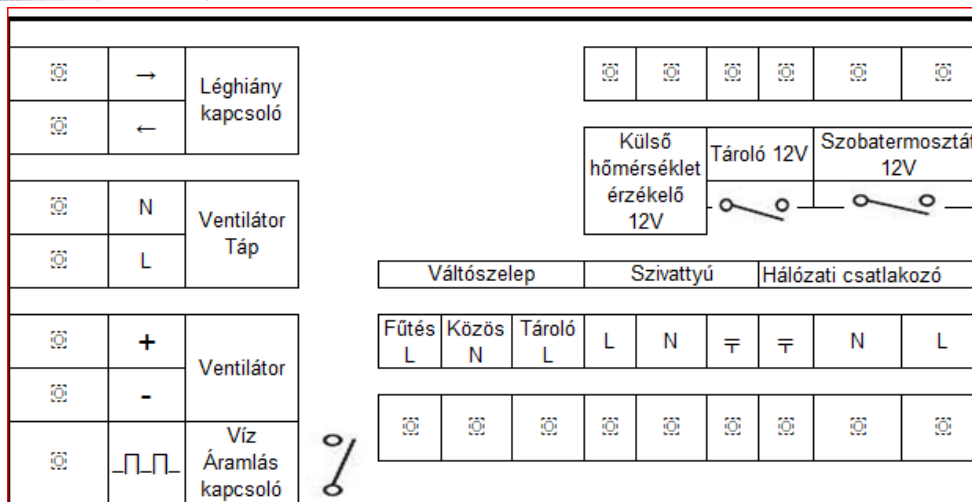 →
Léghiány
kapcsoló
←
N
Ventilátor
Táp
L
+
Ventilátor
-
Víz
Áramlás
kapcsoló
Külső
hőmérséklet
érzékelő
12V
Tároló 12V
Szobatermosztát
12V
Váltószelep
Szivattyú
Hálózati csatlakozó
Fűtés
L
Közös
N
Tároló
L
L
N
N
L